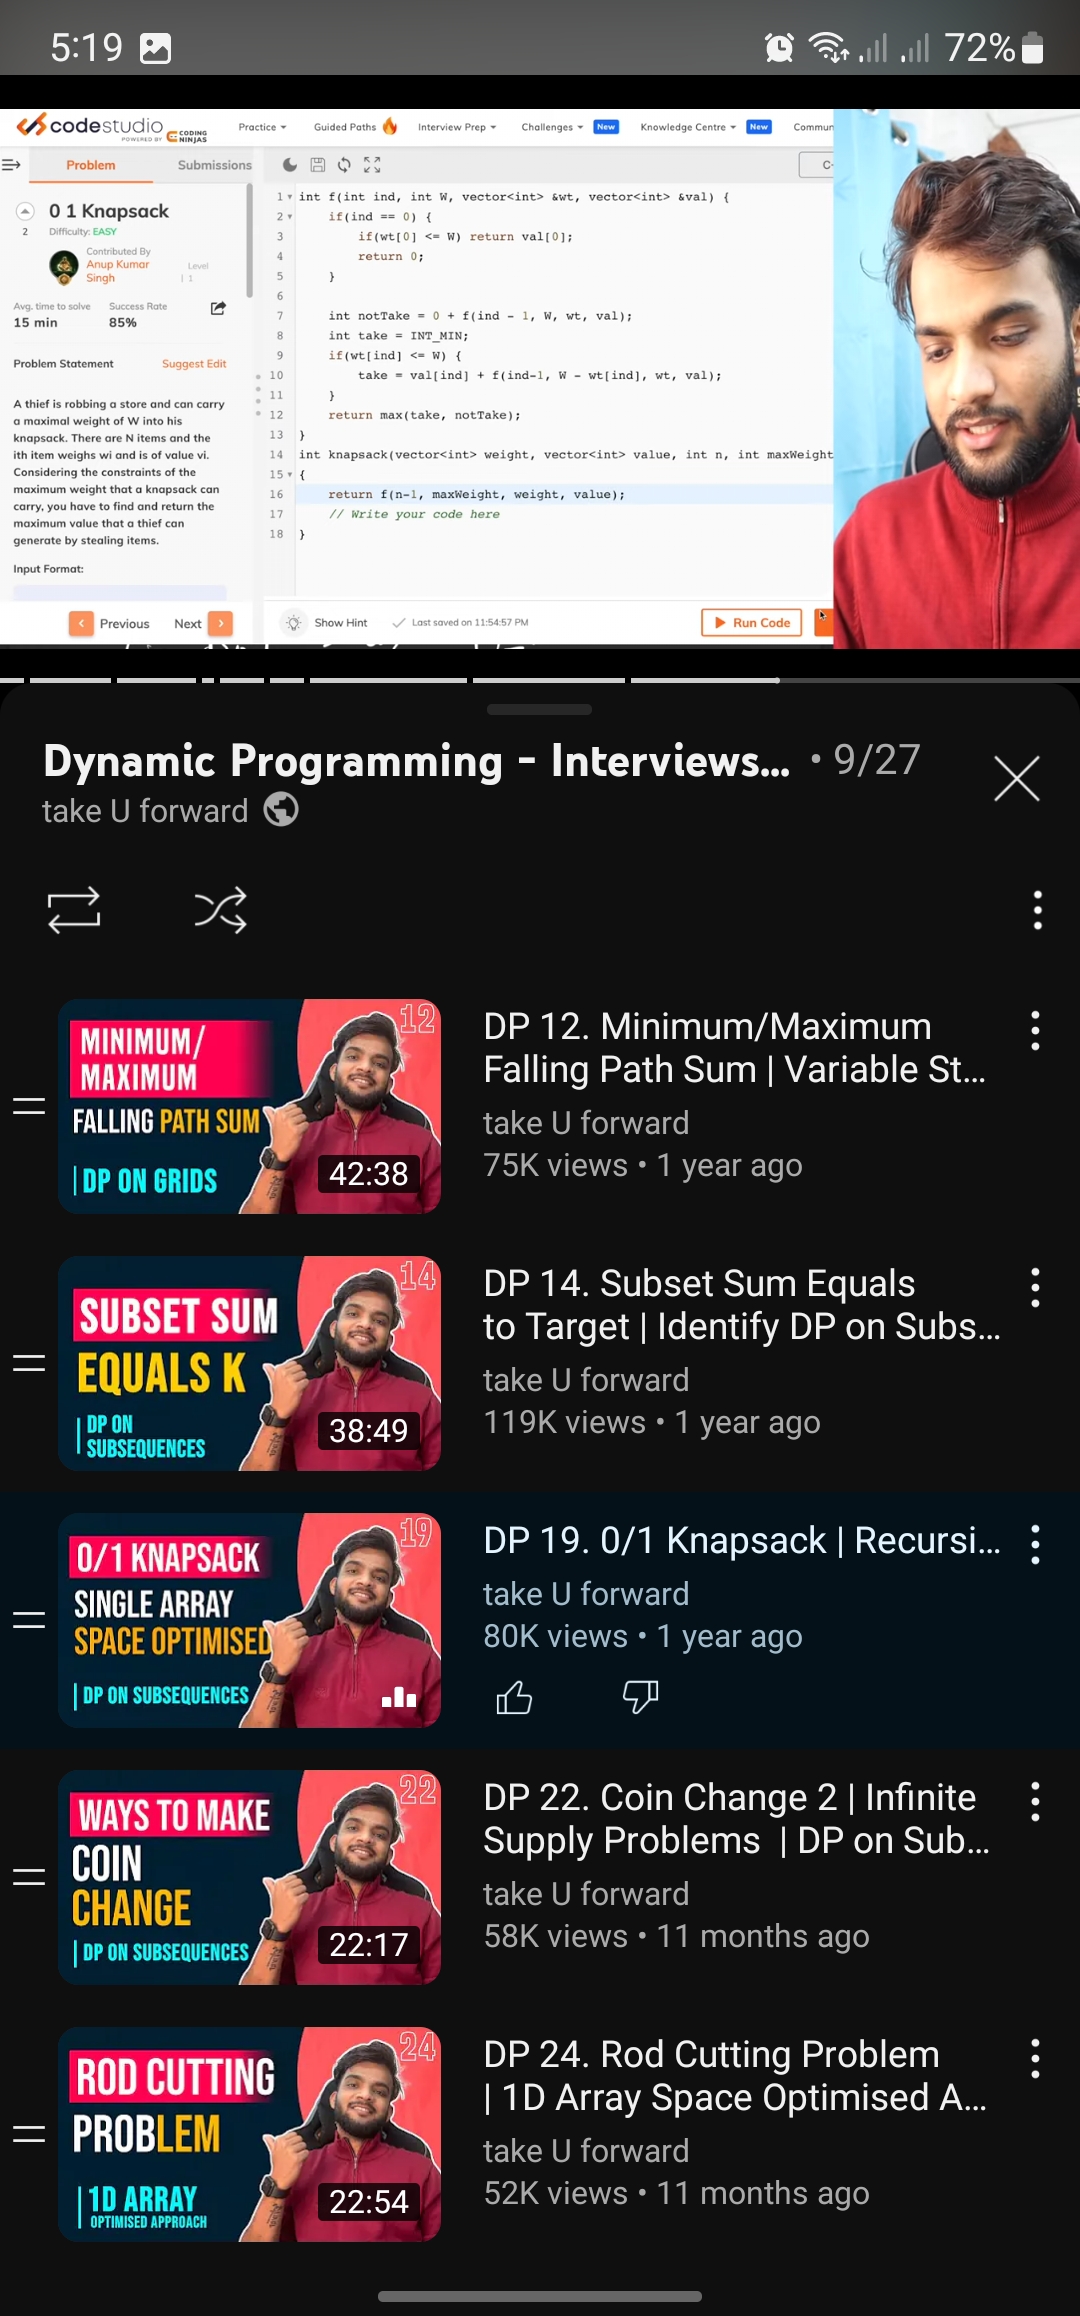 5:19
72%
codestudio
POWERED BY CODING NINJAS
Practice
Guided Paths
Interview Prep
Challenges
New
Knowledge Centre
New
Commun
Problem
Submissions
C-
0 1 Knapsack
2
Difficulty: EASY
Contributed By
Anup Kumar
Singh
Level
1
Avg. time to solve
15 min
Success Rate
85%
Problem Statement
Suggest Edit
A thief is robbing a store and can carry
a maximal weight of W into his
knapsack. There are N items and the
ith item weighs wi and is of value vi.
Considering the constraints of the
maximum weight that a knapsack can
carry, you have to find and return the
maximum value that a thief can
generate by stealing items.
Input Format:
Previous
Next
1 int f(int ind, int W, vector<int> &wt, vector<int> &val) {
2 if(ind == 0) {
3 if(wt[0] <= W) return val[0];
4 return 0;
5 }
6
7 int notTake = 0 + f(ind - 1, W, wt, val);
8 int take = INT_MIN;
9 if(wt[ind] <= W) {
10 take = val[ind] + f(ind-1, W - wt[ind], wt, val);
11 }
12 return max(take, notTake);
13 }
14 int knapsack(vector<int> weight, vector<int> value, int n, int maxWeight
15 {
16 return f(n-1, maxWeight, weight, value);
17 // Write your code here
18 }
Show Hint
Last saved on 11:54:57 PM
Run Code
Dynamic Programming - Interviews... • 9/27
take U forward
12
MINIMUM/
MAXIMUM
FALLING PATH SUM
DP ON GRIDS
42:38
DP 12. Minimum/Maximum
Falling Path Sum | Variable St...
take U forward
75K views • 1 year ago
14
SUBSET SUM
EQUALS K
DP ON
SUBSEQUENCES
38:49
DP 14. Subset Sum Equals
to Target | Identify DP on Subs...
take U forward
119K views • 1 year ago
19
0/1 KNAPSACK
SINGLE ARRAY
SPACE OPTIMISED
DP ON SUBSEQUENCES
DP 19. 0/1 Knapsack | Recursi...
take U forward
80K views • 1 year ago
22
WAYS TO MAKE
COIN
CHANGE
DP ON SUBSEQUENCES
22:17
DP 22. Coin Change 2 | Infinite
Supply Problems | DP on Sub...
take U forward
58K views • 11 months ago
24
ROD CUTTING
PROBLEM
1D ARRAY
OPTIMISED APPROACH
22:54
DP 24. Rod Cutting Problem
| 1D Array Space Optimised A...
take U forward
52K views • 11 months ago